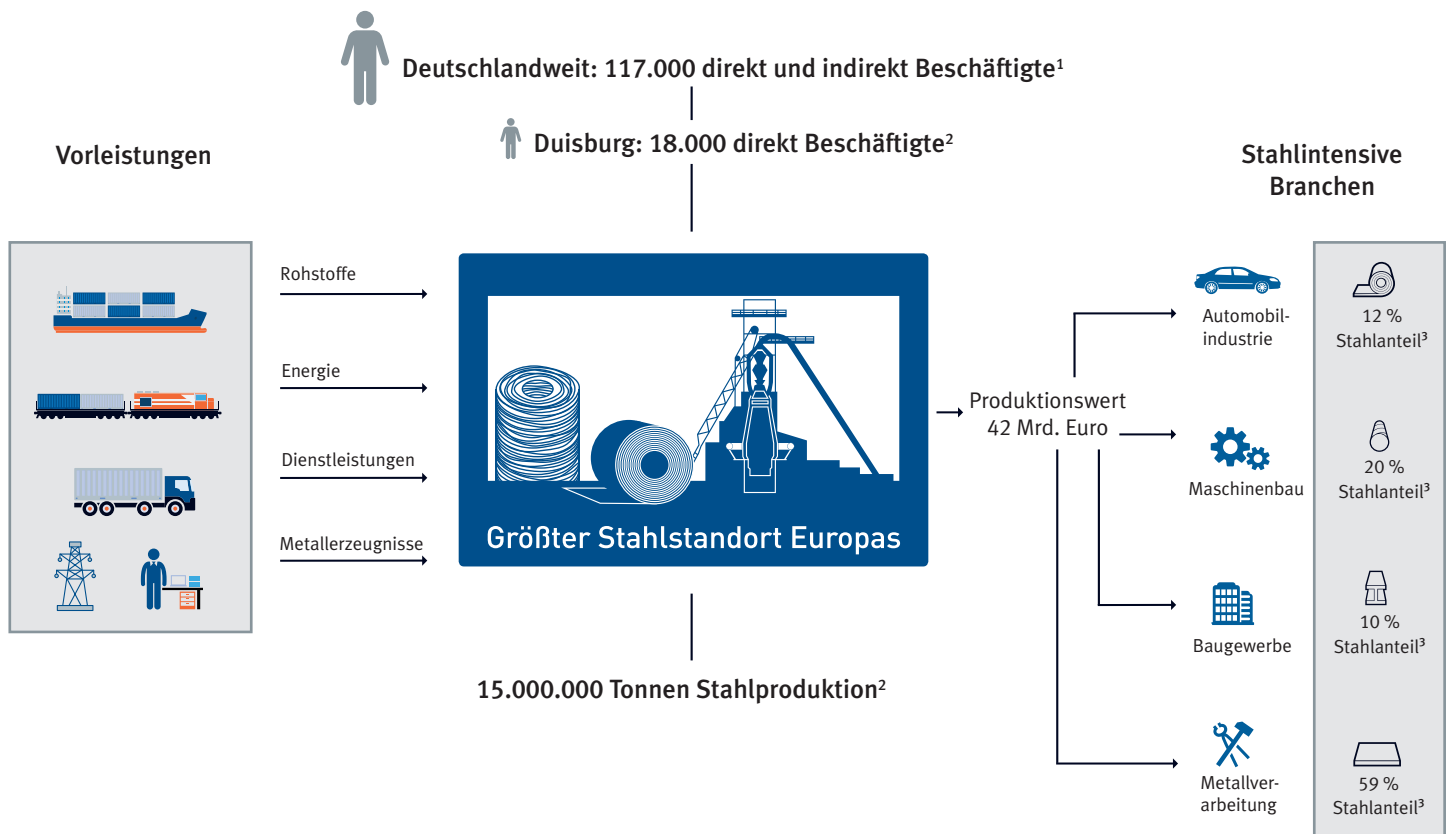 Deutschlandweit: 117.000 direkt und indirekt Beschäftigte¹
Duisburg: 18.000 direkt Beschäftigte²
Vorleistungen
Rohstoffe
Energie
Dienstleistungen
Metallerzeugnisse
Größter Stahlstandort Europas
15.000.000 Tonnen Stahlproduktion²
Produktionswert
42 Mrd. Euro
Stahlintensive
Branchen
Automobil-
industrie
12 %
Stahlanteil³
Maschinenbau
20 %
Stahlanteil³
Baugewerbe
10 %
Stahlanteil³
Metallver-
arbeitung
59 %
Stahlanteil³